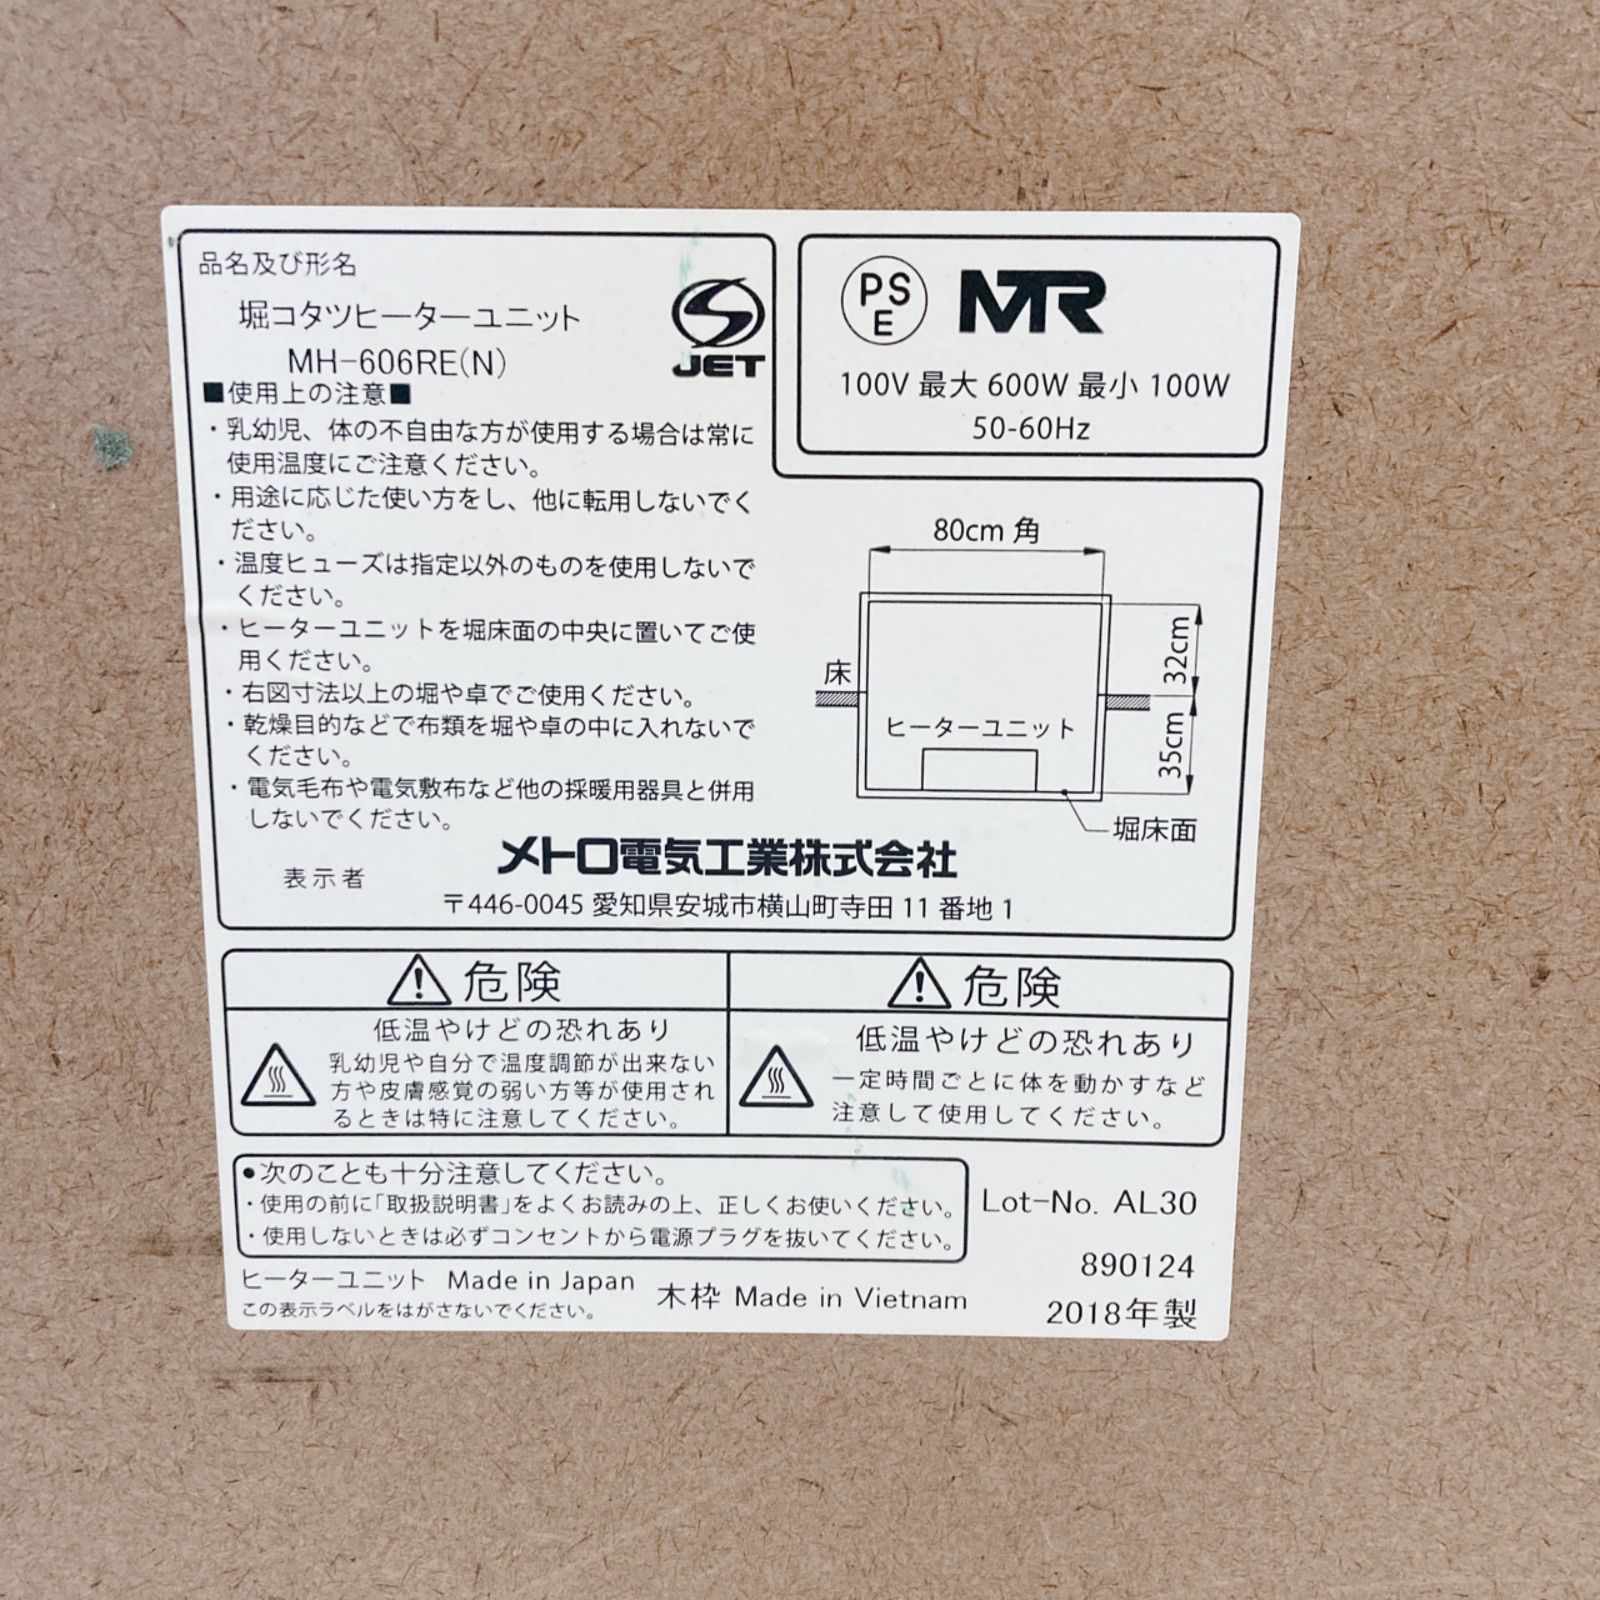 品名及び形名
堀コタツヒーターユニット
MH-606RE(N)
JET
PS
E
MTR
100V 最大 600W 最小 100W
50-60Hz
■使用上の注意■
・乳幼児、体の不自由な方が使用する場合は常に
使用温度にご注意ください。
・用途に応じた使い方をし、他に転用しないでく
ださい。
・温度ヒューズは指定以外のものを使用しないで
ください。
・ヒーターユニットを堀床面の中央に置いてご使
用ください。
・右図寸法以上の堀や卓でご使用ください。
・乾燥目的などで布類を堀や卓の中に入れないで
ください。
・電気毛布や電気敷布など他の採暖用器具と併用
しないでください。
80cm 角
32cm
床
ヒーターユニット
35cm
堀床面
表示者
メトロ電気工業株式会社
〒446-0045 愛知県安城市横山町寺田 11 番地 1
危険
低温やけどの恐れあり
乳幼児や自分で温度調節が出来ない
方や皮膚感覚の弱い方等が使用され
るときは特に注意してください。
危険
低温やけどの恐れあり
一定時間ごとに体を動かすなど
注意して使用してください。
●次のことも十分注意してください。
・使用の前に「取扱説明書」をよくお読みの上、正しくお使いください。
・使用しないときは必ずコンセントから電源プラグを抜いてください。
Lot-No. AL30
890124
2018年製
ヒーターユニット Made in Japan 木枠 Made in Vietnam
この表示ラベルをはがさないでください。